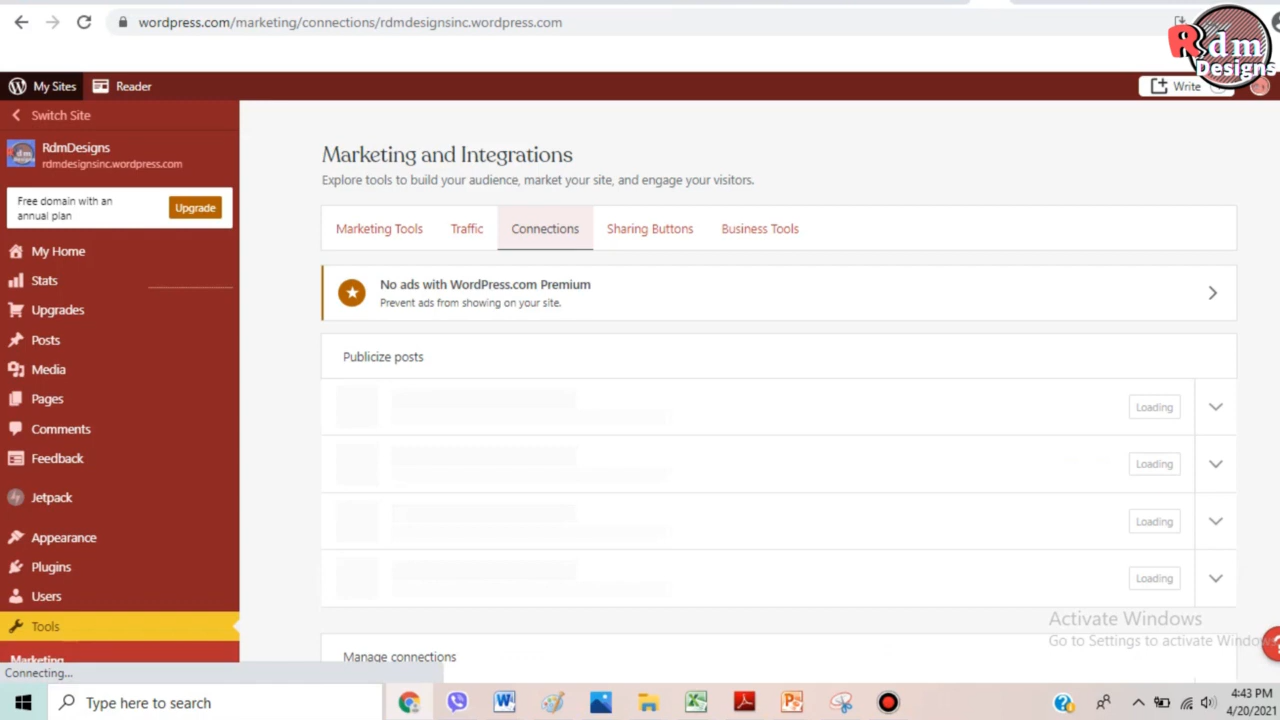 wordpress.com/marketing/connections/rdmdesignsinc.wordpress.com
Rdm
Designs
My Sites
Reader
Write
Switch Site
RdmDesigns
rdmdesignsinc.wordpress.com
Free domain with an
annual plan
Upgrade
My Home
Stats
Upgrades
Posts
Media
Pages
Comments
Feedback
Jetpack
Appearance
Plugins
Users
Tools
Marketing
Connecting...
Marketing and Integrations
Explore tools to build your audience, market your site, and engage your visitors.
Marketing Tools
Traffic
Connections
Sharing Buttons
Business Tools
No ads with WordPress.com Premium
Prevent ads from showing on your site.
Publicize posts
Loading
Loading
Loading
Loading
Manage connections
Activate Windows
Go to Settings to activate Windows
Type here to search
4:43 PM
4/20/2021